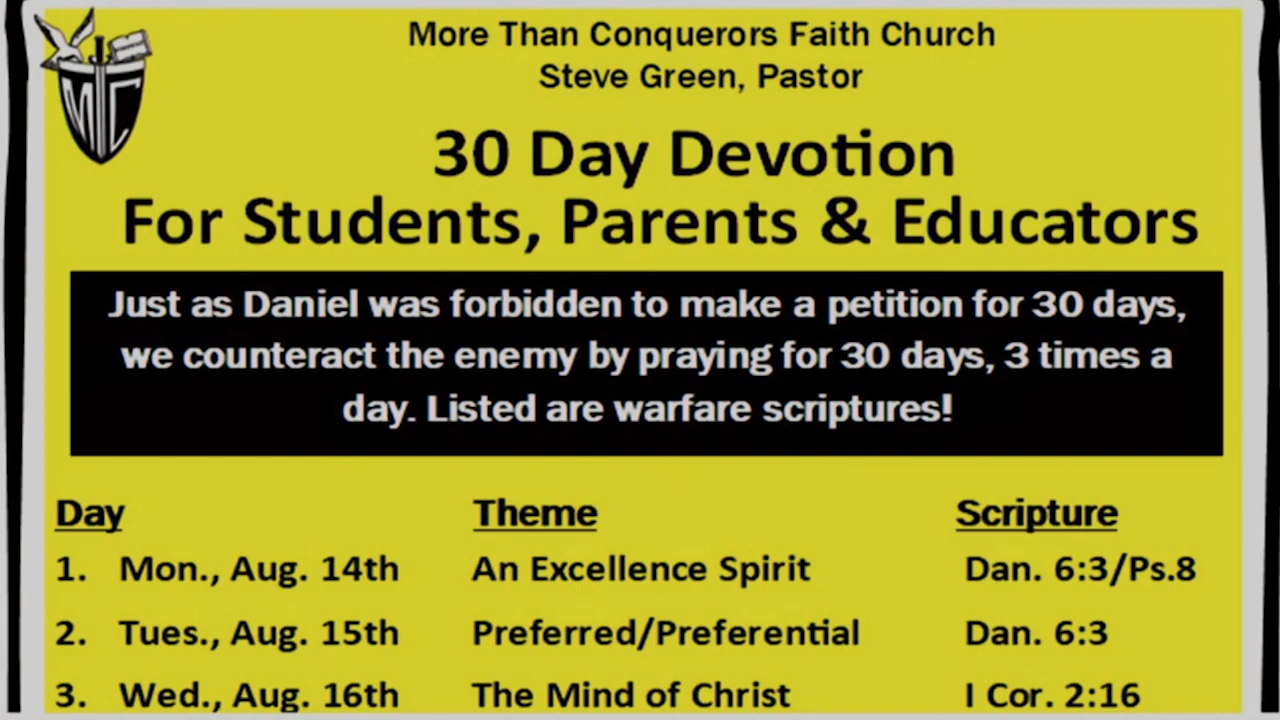 More Than Conquerors Faith Church
Steve Green, Pastor
30 Day Devotion
For Students, Parents & Educators
Just as Daniel was forbidden to make a petition for 30 days,
we counteract the enemy by praying for 30 days, 3 times a
day. Listed are warfare scriptures!
Day Theme Scripture
1. Mon., Aug. 14th An Excellence Spirit Dan. 6:3/Ps.8
2. Tues., Aug. 15th Preferred/Preferential Dan. 6:3
3. Wed., Aug. 16th The Mind of Christ I Cor. 2:16